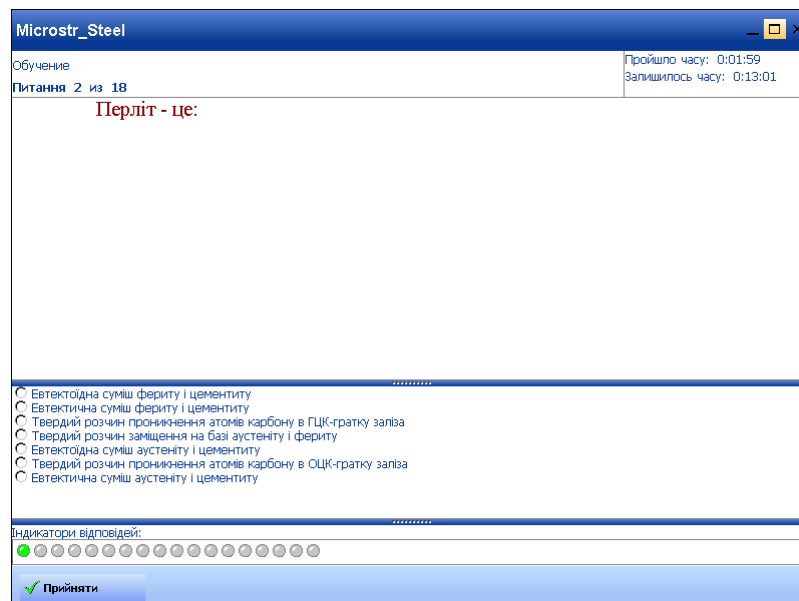 Microstr_Steel
Обучение
Пройшло часу: 0:01:59
Питання 2 из 18
Залишилось часу: 0:13:01
Перліт - це:
Евтектоїдна суміш фериту і цементиту
Евтектична суміш фериту і цементиту
Твердий розчин проникнення атомів карбону в ГЦК-гратку заліза
Твердий розчин заміщення на базі аустеніту і фериту
Евтектоїдна суміш аустеніту і цементиту
Твердий розчин проникнення атомів карбону в ОЦК-гратку заліза
Евтектична суміш аустеніту і цементиту
Індикатори відповідей:
Прийняти